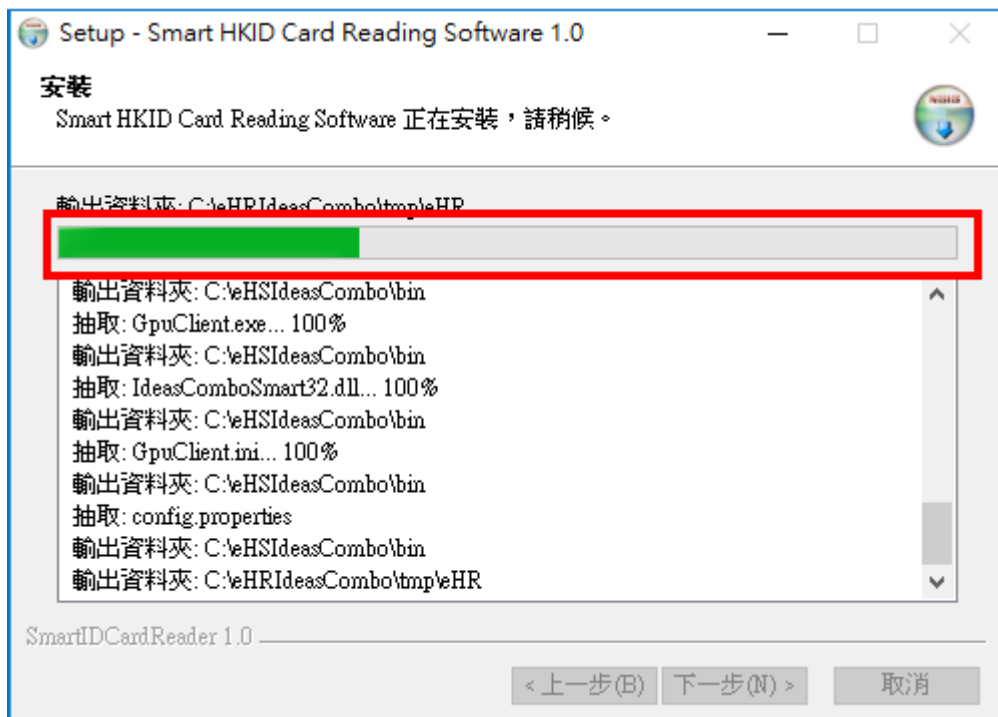 Setup - Smart HKID Card Reading Software 1.0
安裝
Smart HKID Card Reading Software 正在安裝，請稍候。
輸出資料夾: C:\eHRIdeasCombo\tmp\eHR
輸出資料夾: C:\eHSIdeasCombo\bin
抽取: GpuClient.exe... 100%
輸出資料夾: C:\eHSIdeasCombo\bin
抽取: IdeasComboSmart32.dll... 100%
輸出資料夾: C:\eHSIdeasCombo\bin
抽取: GpuClient.ini... 100%
輸出資料夾: C:\eHSIdeasCombo\bin
抽取: config.properties
輸出資料夾: C:\eHSIdeasCombo\bin
輸出資料夾: C:\eHRIdeasCombo\tmp\eHR
SmartIDCardReader 1.0
< 上一步(B) 下一步(N) > 取消